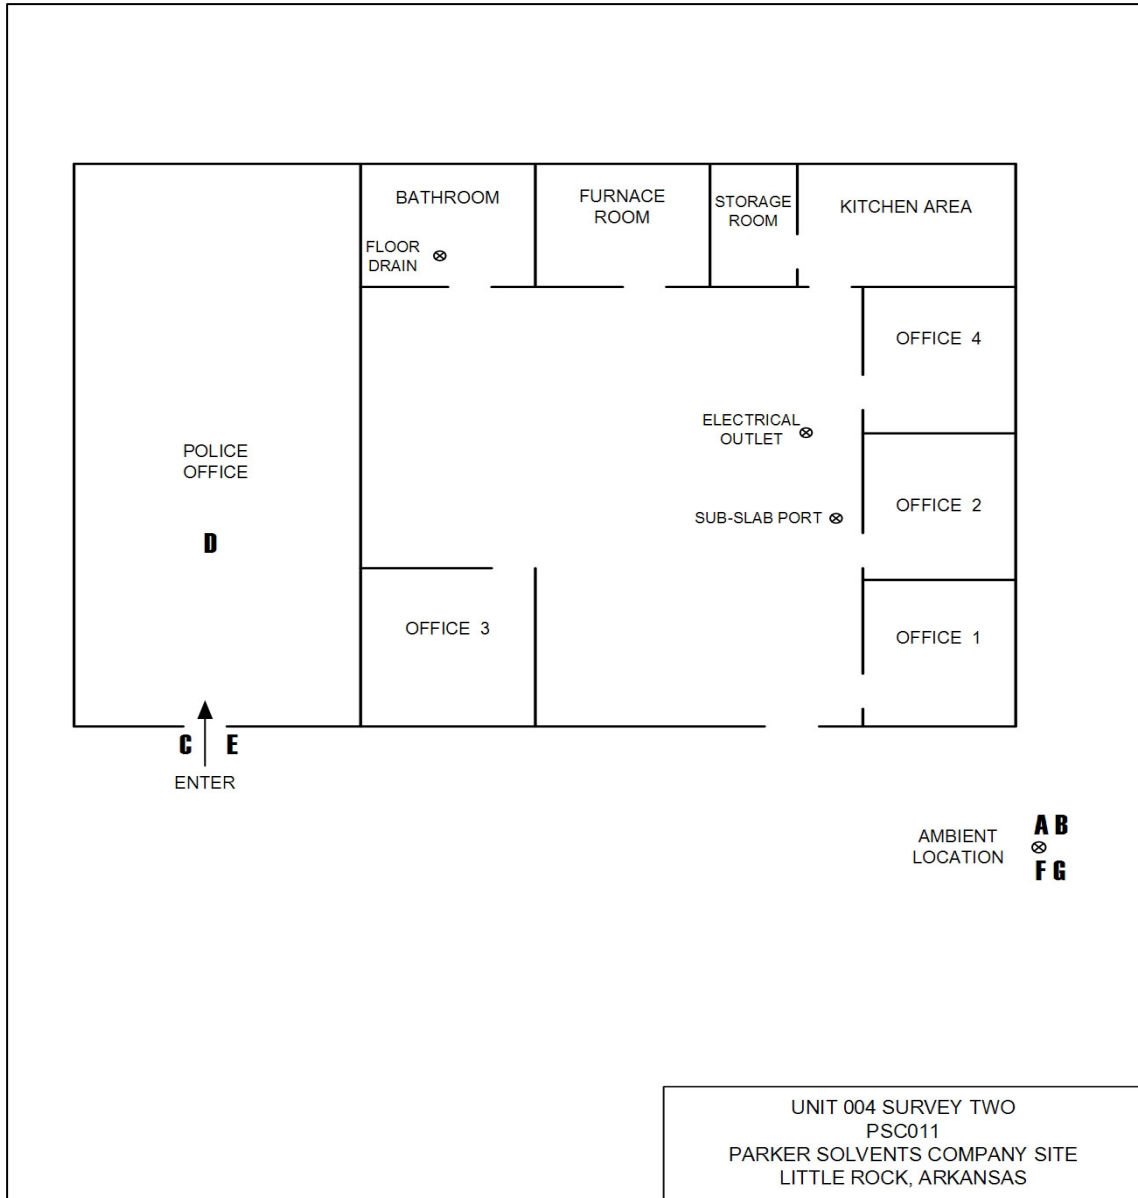 BATHROOM
FURNACE
ROOM
STORAGE
ROOM
KITCHEN AREA
FLOOR
DRAIN
OFFICE 4
ELECTRICAL
OUTLET
POLICE
OFFICE
OFFICE 2
SUB-SLAB PORT
D
OFFICE 3
OFFICE 1
C E
ENTER
AMBIENT
LOCATION
A B
F G
UNIT 004 SURVEY TWO
PSC011
PARKER SOLVENTS COMPANY SITE
LITTLE ROCK, ARKANSAS